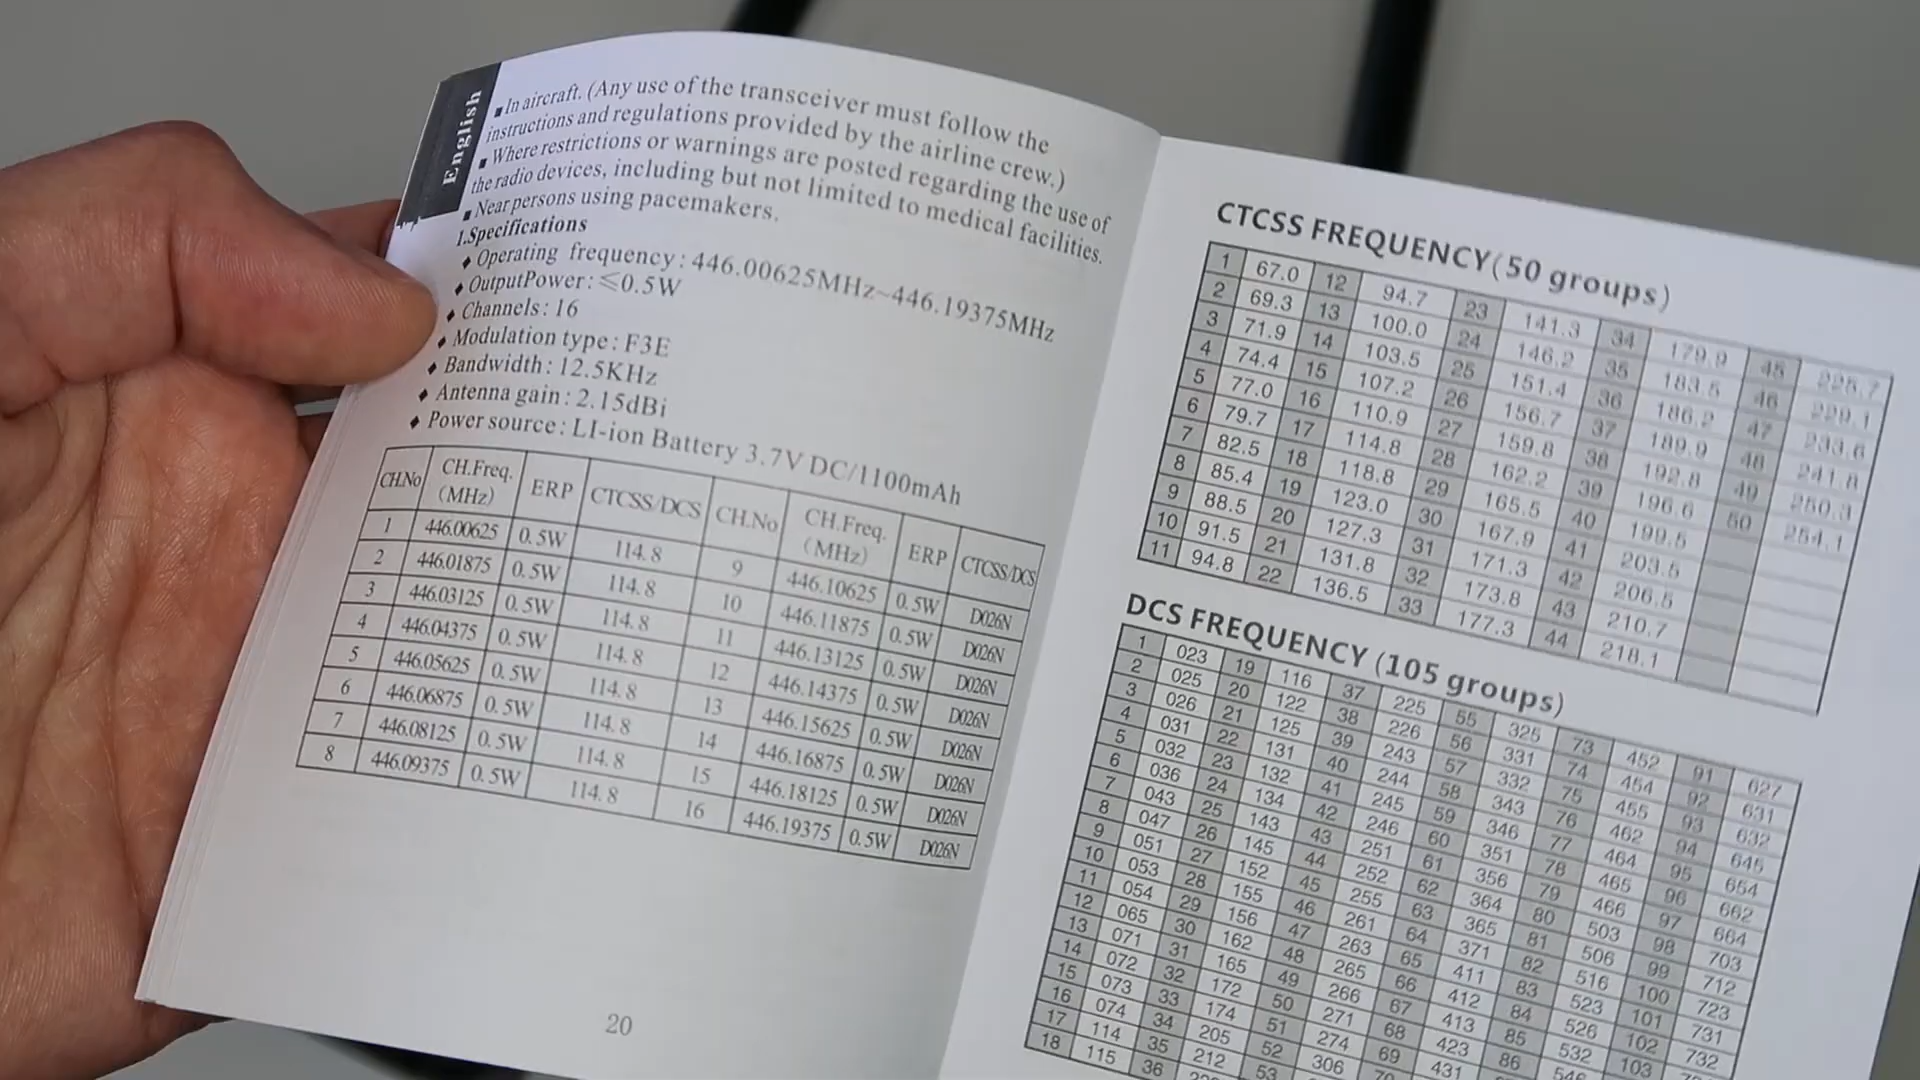 English
■In aircraft. (Any use of the transceiver must follow the
instructions and regulations provided by the airline crew.)
■Where restrictions or warnings are posted regarding the use of
the radio devices, including but not limited to medical facilities.
■Near persons using pacemakers.
1.Specifications
◆Operating frequency: 446.00625MHz~446.19375MHz
◆OutputPower: ≤0.5W
◆Channels: 16
◆Modulation type: F3E
◆Bandwidth: 12.5KHz
◆Antenna gain: 2.15dBi
◆Power source: LI-ion Battery 3.7V DC/1100mAh
CH.No CH.Freq. (MHz) ERP CTCSS/DCS CH.No CH.Freq. (MHz) ERP CTCSS/DCS
1 446.00625 0.5W 114.8 9 446.10625 0.5W D026N
2 446.01875 0.5W 114.8 10 446.11875 0.5W D026N
3 446.03125 0.5W 114.8 11 446.13125 0.5W D026N
4 446.04375 0.5W 114.8 12 446.14375 0.5W D026N
5 446.05625 0.5W 114.8 13 446.15625 0.5W D026N
6 446.06875 0.5W 114.8 14 446.16875 0.5W D026N
7 446.08125 0.5W 114.8 15 446.18125 0.5W D026N
8 446.09375 0.5W 114.8 16 446.19375 0.5W D026N
20
CTCSS FREQUENCY(50 groups)
1 67.0 12 94.7 23 141.3 34 179.9 45 225.7
2 69.3 13 100.0 24 146.2 35 183.5 46 229.1
3 71.9 14 103.5 25 151.4 36 186.2 47 233.6
4 74.4 15 107.2 26 156.7 37 189.9 48 241.8
5 77.0 16 110.9 27 159.8 38 192.8 49 250.3
6 79.7 17 114.8 28 162.2 39 196.6 50 254.1
7 82.5 18 118.8 29 165.5 40 199.5
8 85.4 19 123.0 30 167.9 41 203.5
9 88.5 20 127.3 31 171.3 42 206.5
10 91.5 21 131.8 32 173.8 43 210.7
11 94.8 22 136.5 33 177.3 44 218.1
DCS FREQUENCY (105 groups)
1 023 19 116 37 225 55 325 73 452 91 627
2 025 20 122 38 226 56 331 74 454 92 631
3 026 21 125 39 243 57 332 75 455 93 632
4 031 22 131 40 244 58 343 76 462 94 645
5 032 23 132 41 245 59 346 77 464 95 654
6 036 24 134 42 246 60 351 78 465 96 662
7 043 25 143 43 251 61 356 79 466 97 664
8 047 26 145 44 252 62 364 80 503 98 703
9 051 27 152 45 255 63 365 81 506 99 712
10 053 28 155 46 261 64 371 82 516 100 723
11 054 29 156 47 263 65 411 83 523 101 731
12 065 30 162 48 265 66 412 84 526 102 732
13 071 31 165 49 266 67 413 85 532 103
14 072 32 172 50 271 68 423 86
15 073 33 174 51 274 69 431
16 074 34 205 52 306
17 114 35 212 53
18 115 36